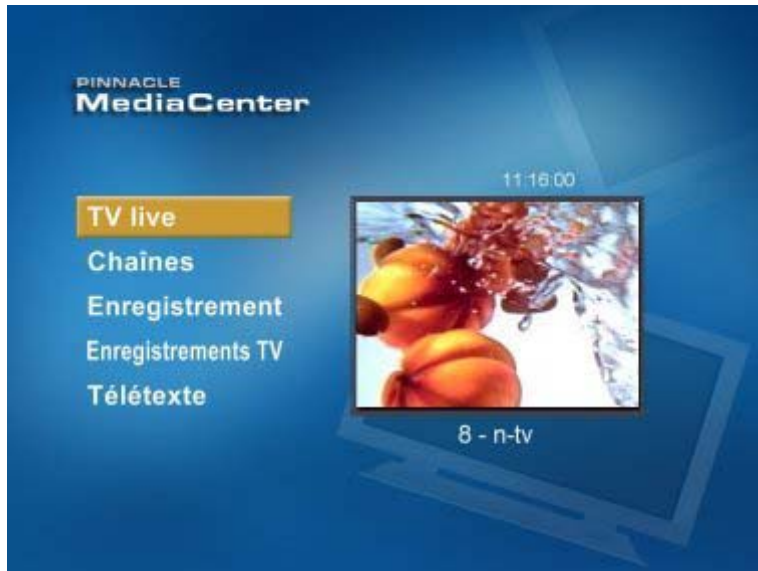 PINNACLE
MediaCenter
11:16:00
TV live
Chaînes
Enregistrement
Enregistrements TV
Télétexte
8 - n-tv